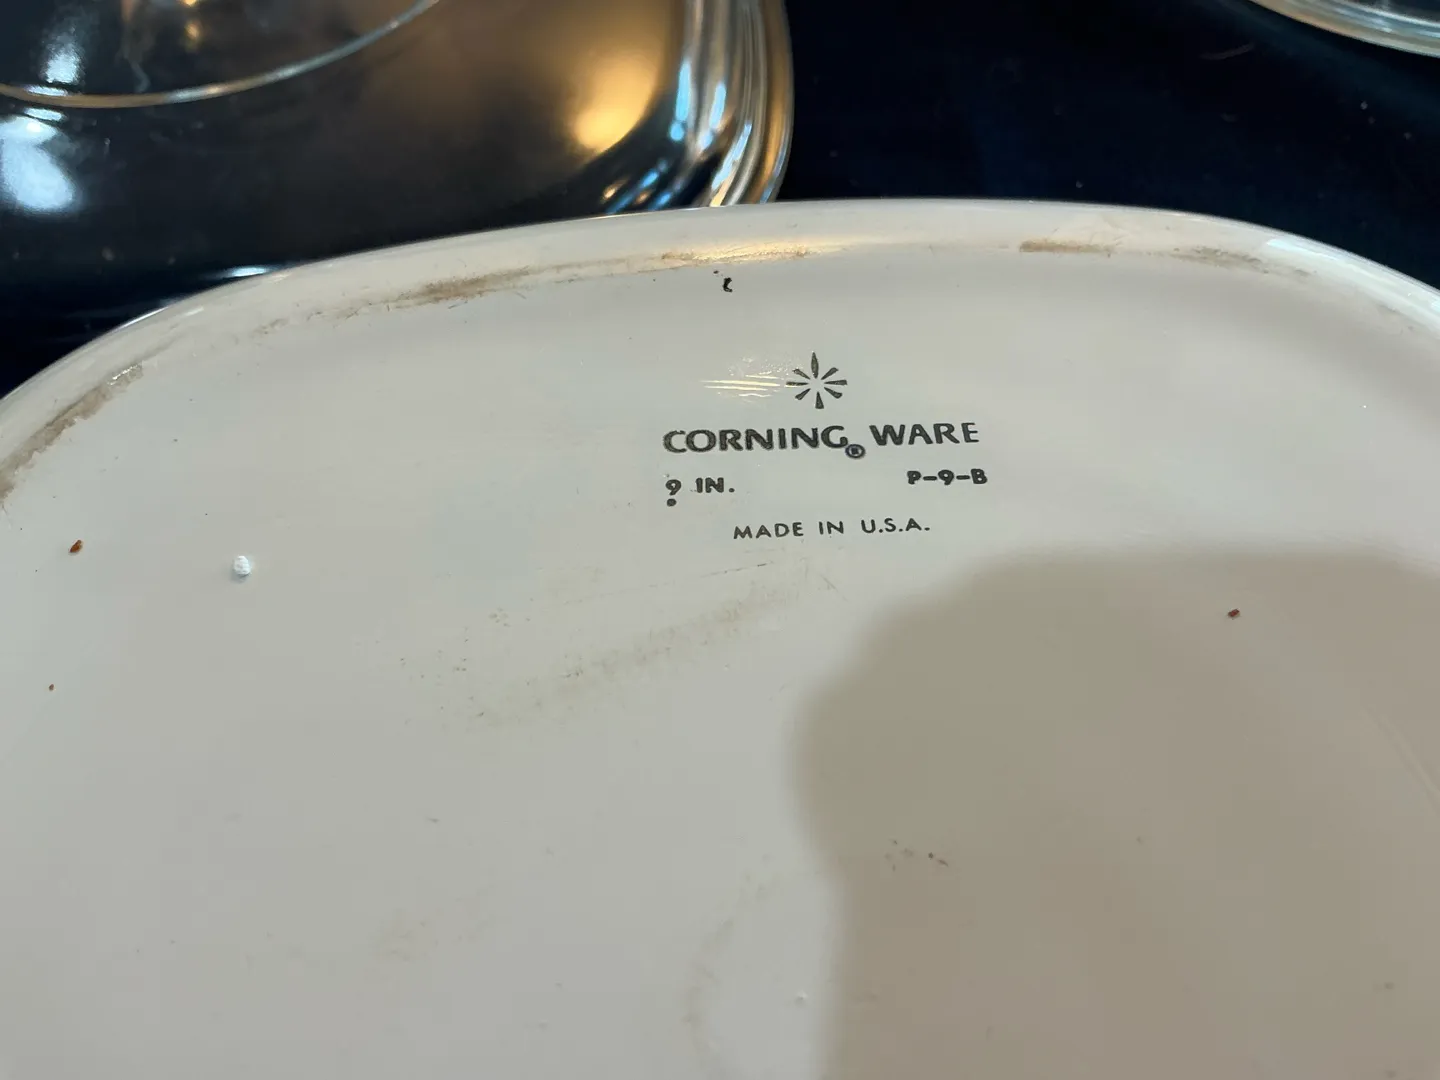 CORNING® WARE
9 IN. P-9-B
MADE IN U.S.A.